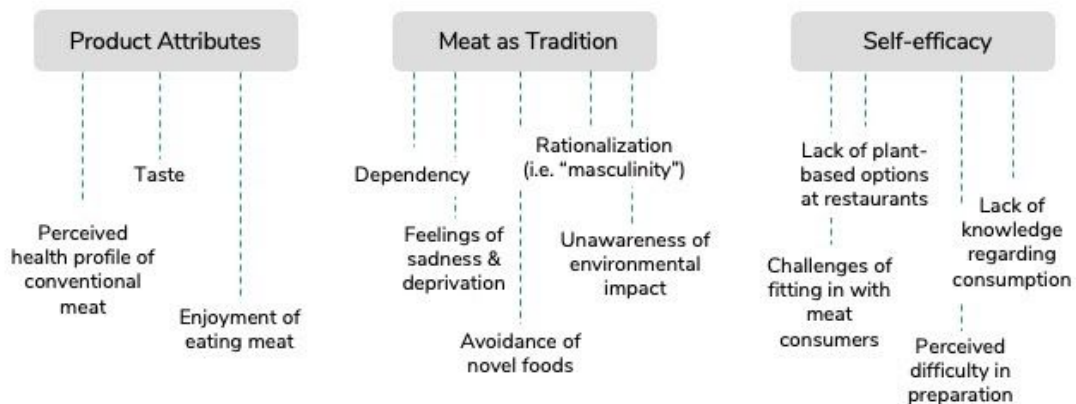 Product Attributes
Meat as Tradition
Self-efficacy
Taste
Perceived
health profile of
conventional
meat
Enjoyment of
eating meat
Dependency
Feelings of
sadness &
deprivation
Avoidance of
novel foods
Rationalization
(i.e. “masculinity”)
Unawareness of
environmental
impact
Lack of plant-
based options
at restaurants
Challenges of
fitting in with
meat
consumers
Lack of
knowledge
regarding
consumption
Perceived
difficulty in
preparation